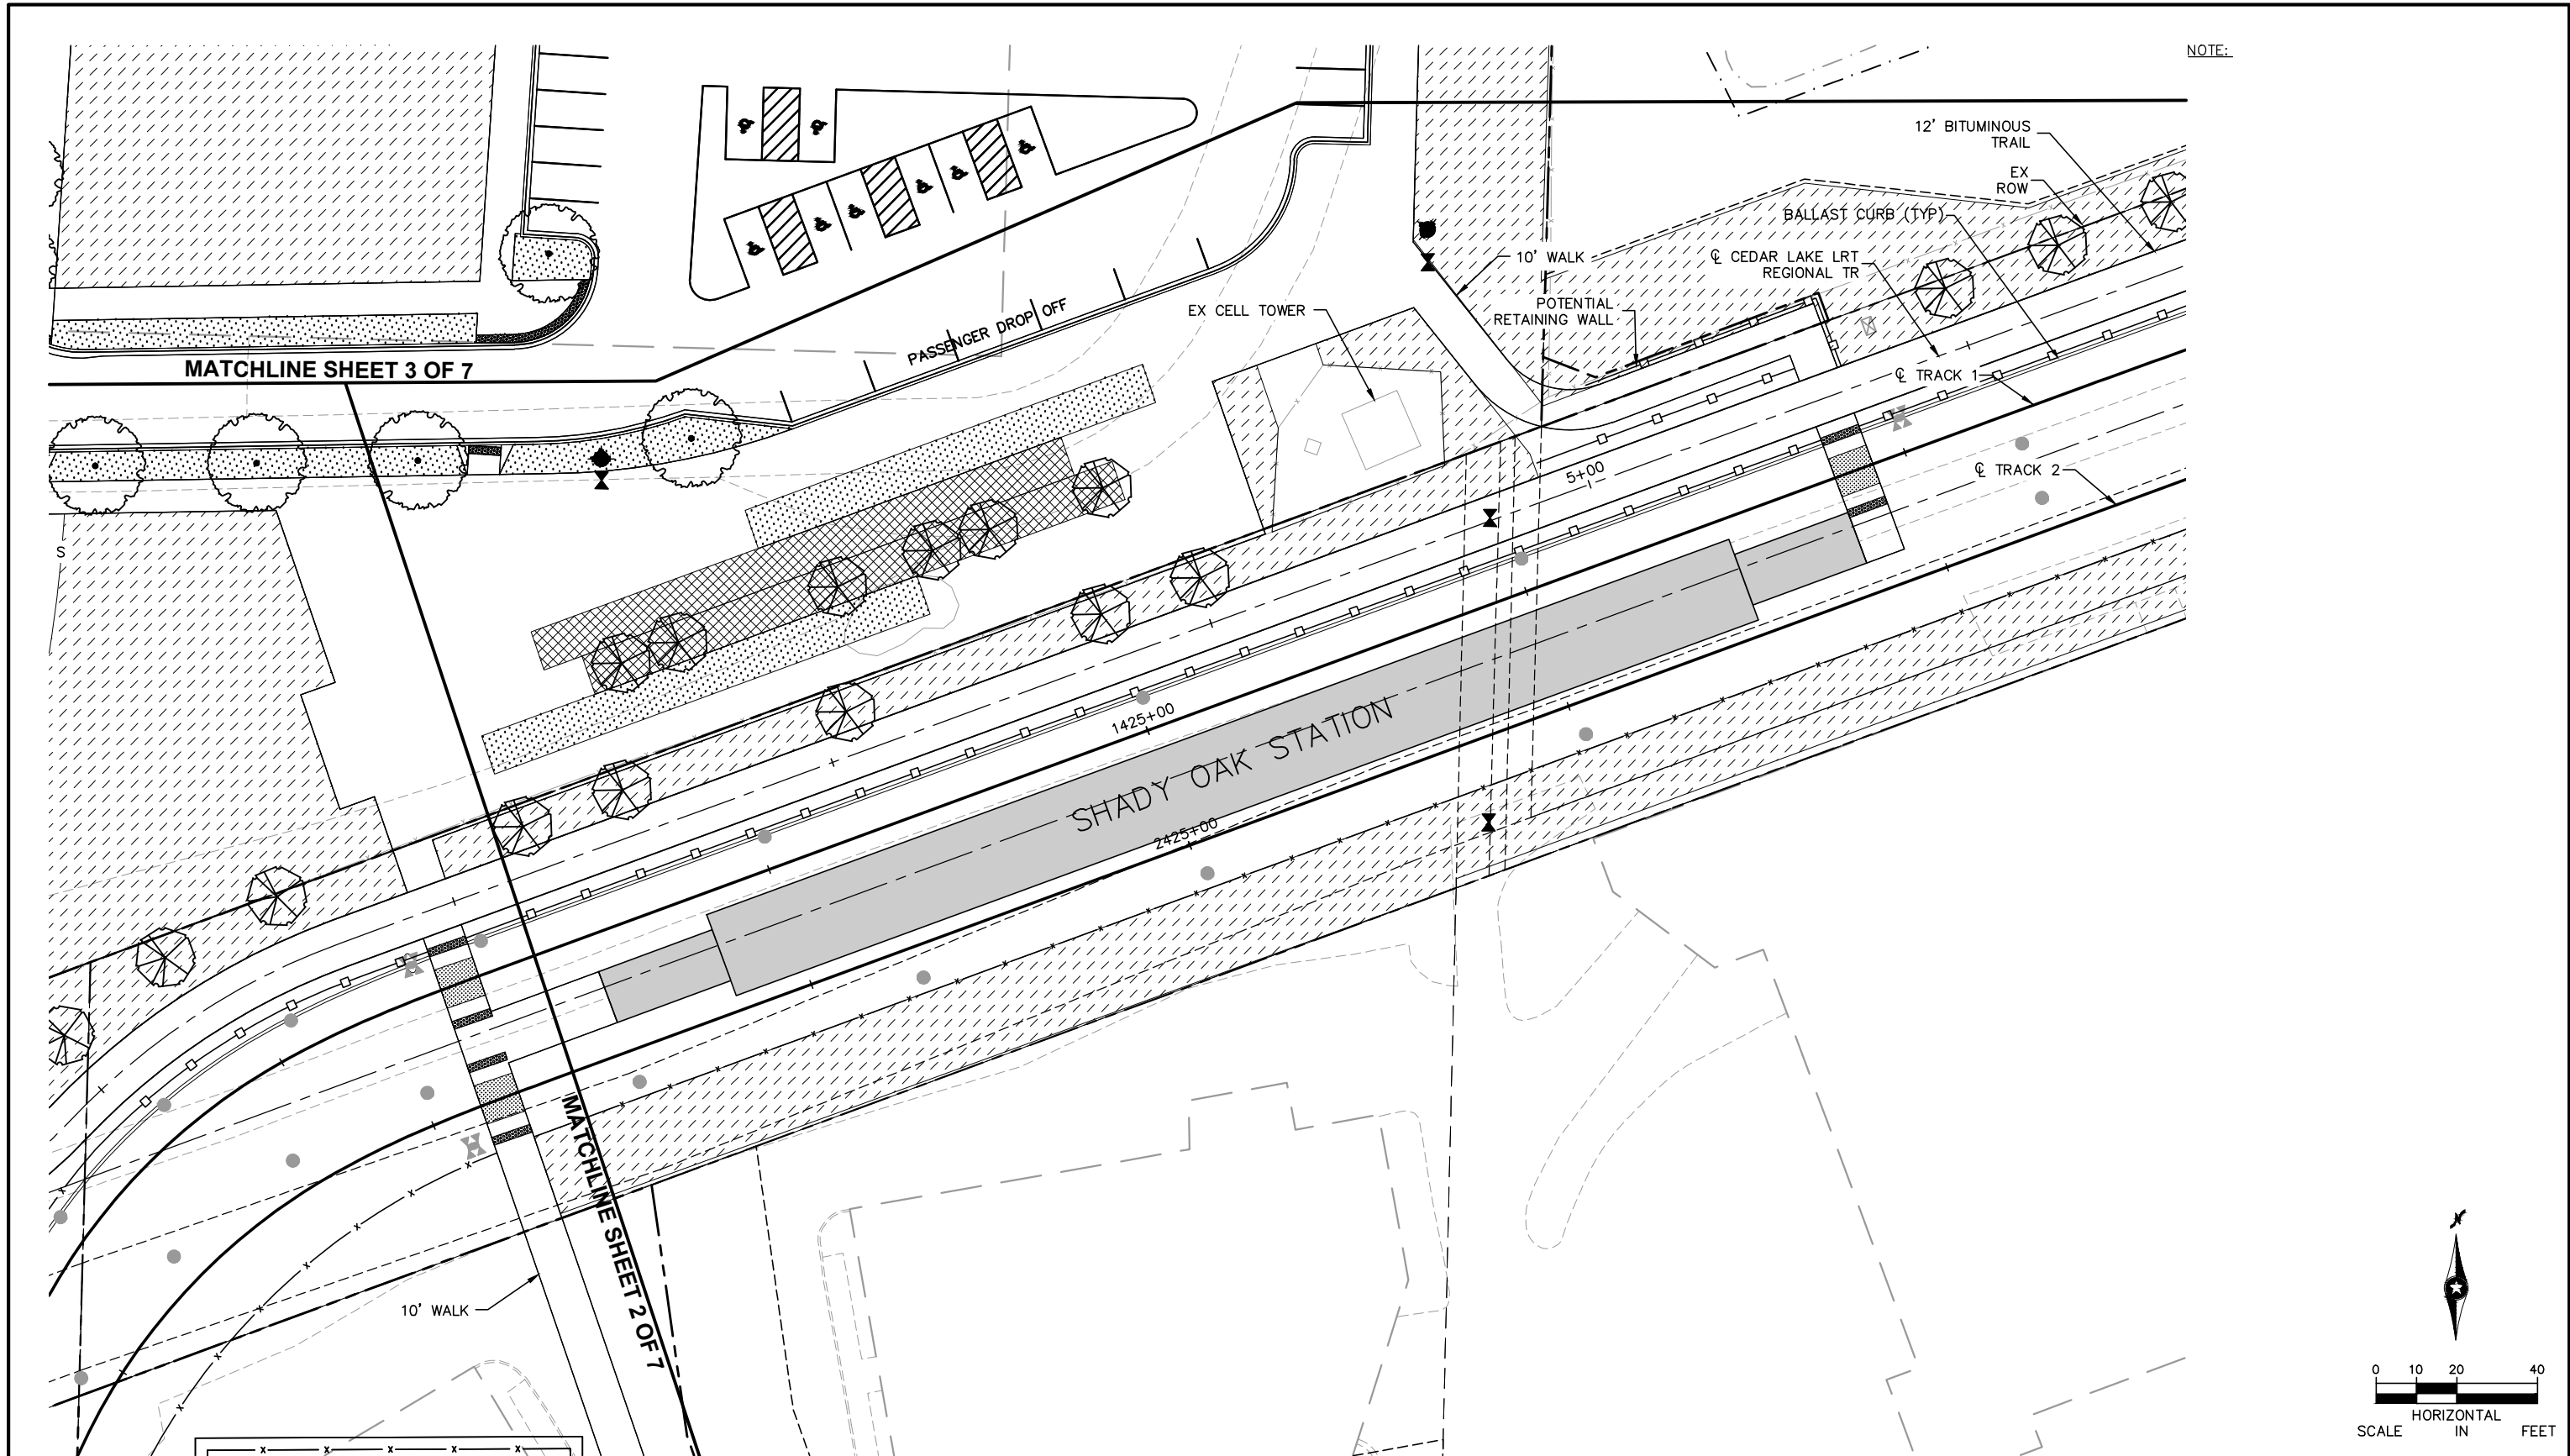 NOTE:
12' BITUMINOUS
TRAIL
EX
ROW
BALLAST CURB (TYP)
℄ CEDAR LAKE LRT
REGIONAL TR
10' WALK
POTENTIAL
RETAINING WALL
EX CELL TOWER
PASSENGER DROP OFF
MATCHLINE SHEET 3 OF 7
℄ TRACK 1
℄ TRACK 2
5+00
S
1425+00
SHADY OAK STATION
2425+00
MATCHLINE SHEET 2 OF 7
10' WALK
N
0 10 20 40
HORIZONTAL
SCALE IN FEET